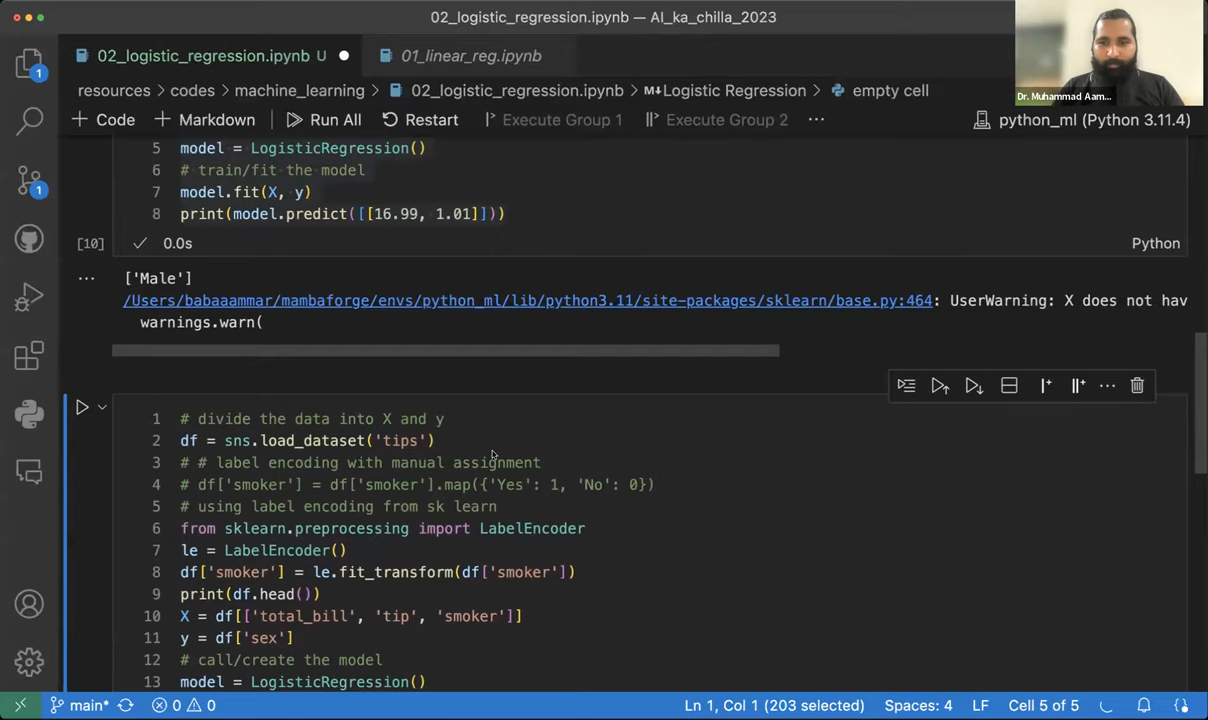 02_logistic_regression.ipynb — AI_ka_chilla_2023
02_logistic_regression.ipynb U
01_linear_reg.ipynb
resources > codes > machine_learning > 02_logistic_regression.ipynb > Logistic Regression > empty cell
Dr. Muhammad Aam...
+ Code + Markdown Run All Restart Execute Group 1 Execute Group 2 ... python_ml (Python 3.11.4)
1
1
5 model = LogisticRegression()
6 # train/fit the model
7 model.fit(X, y)
8 print(model.predict([[16.99, 1.01]]))
[10] 0.0s Python
... ['Male']
/Users/babaaammar/mambaforge/envs/python_ml/lib/python3.11/site-packages/sklearn/base.py:464: UserWarning: X does not hav
warnings.warn(
1 # divide the data into X and y
2 df = sns.load_dataset('tips')
3 # # label encoding with manual assignment
4 # df['smoker'] = df['smoker'].map({'Yes': 1, 'No': 0})
5 # using label encoding from sk learn
6 from sklearn.preprocessing import LabelEncoder
7 le = LabelEncoder()
8 df['smoker'] = le.fit_transform(df['smoker'])
9 print(df.head())
10 X = df[['total_bill', 'tip', 'smoker']]
11 y = df['sex']
12 # call/create the model
13 model = LogisticRegression()
main* 0 0 Ln 1, Col 1 (203 selected) Spaces: 4 LF Cell 5 of 5